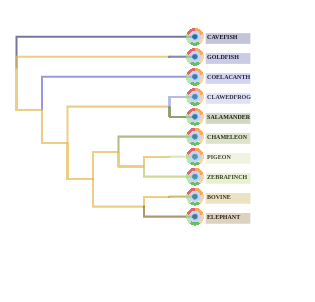 CAVEFISH
GOLDFISH
COELACANTH
CLAWEDFROG
SALAMANDER
CHAMELEON
PIGEON
ZEBRAFINCH
BOVINE
ELEPHANT